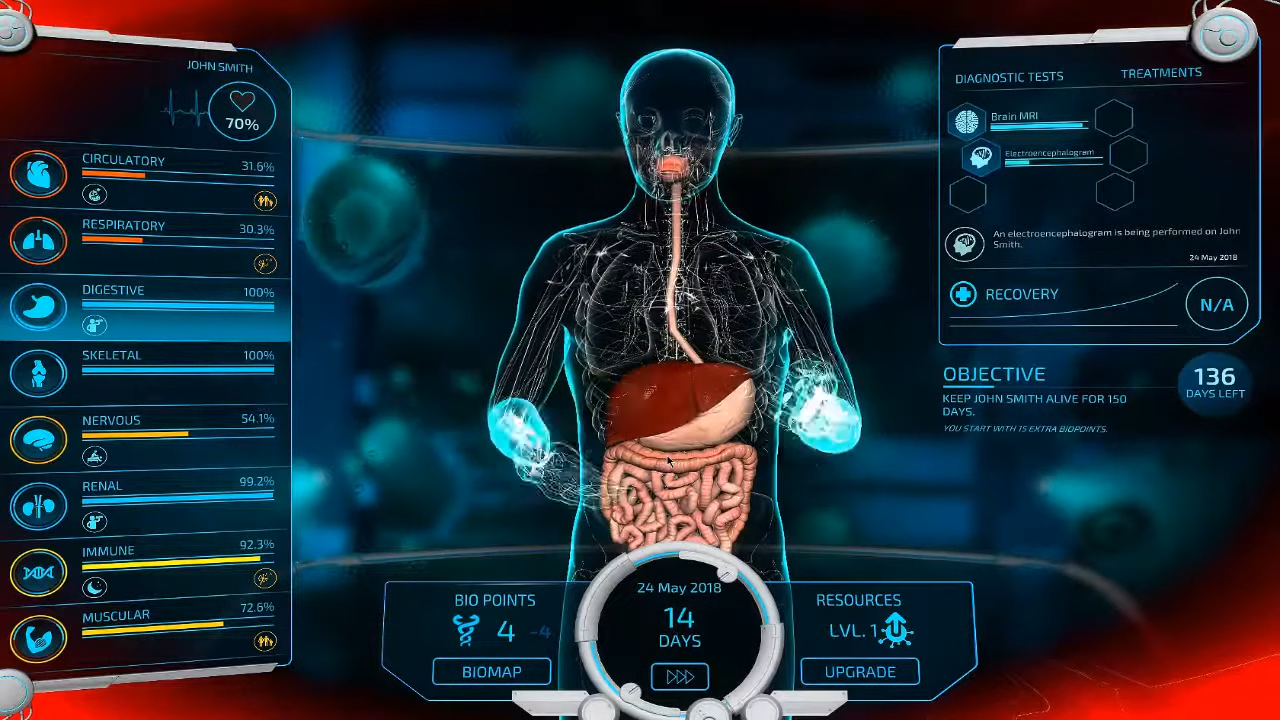 JOHN SMITH
70%
CIRCULATORY 31.6%
RESPIRATORY 30.3%
DIGESTIVE 100%
SKELETAL 100%
NERVOUS 54.1%
RENAL 99.2%
IMMUNE 92.3%
MUSCULAR 72.6%
DIAGNOSTIC TESTS TREATMENTS
Brain MRI
Electroencephalogram
An electroencephalogram is being performed on John
Smith.
24 May 2018
RECOVERY N/A
OBJECTIVE
KEEP JOHN SMITH ALIVE FOR 150
DAYS.
YOU START WITH 15 EXTRA BIOPOINTS.
136
DAYS LEFT
BIO POINTS
4 -4
BIOMAP
24 May 2018
14
DAYS
RESOURCES
LVL. 1
UPGRADE